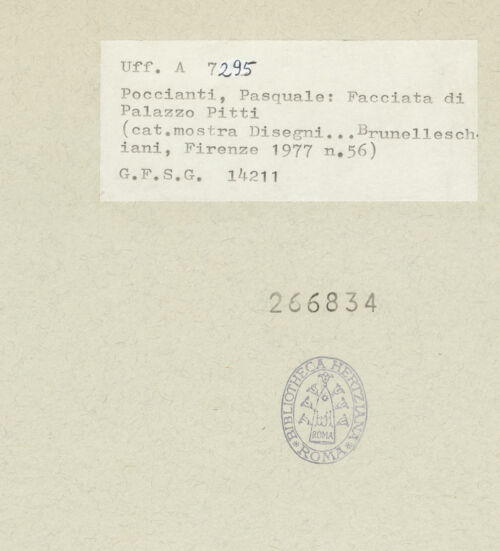 Uff. A 7295
Poccianti, Pasquale: Facciata di
Palazzo Pitti
(cat.mostra Disegni...Brunellesch-
iani, Firenze 1977 n.56)
G.F.S.G. 14211
266834
BIBLIOTHECA HERTZIANA
ROMA
ROMA